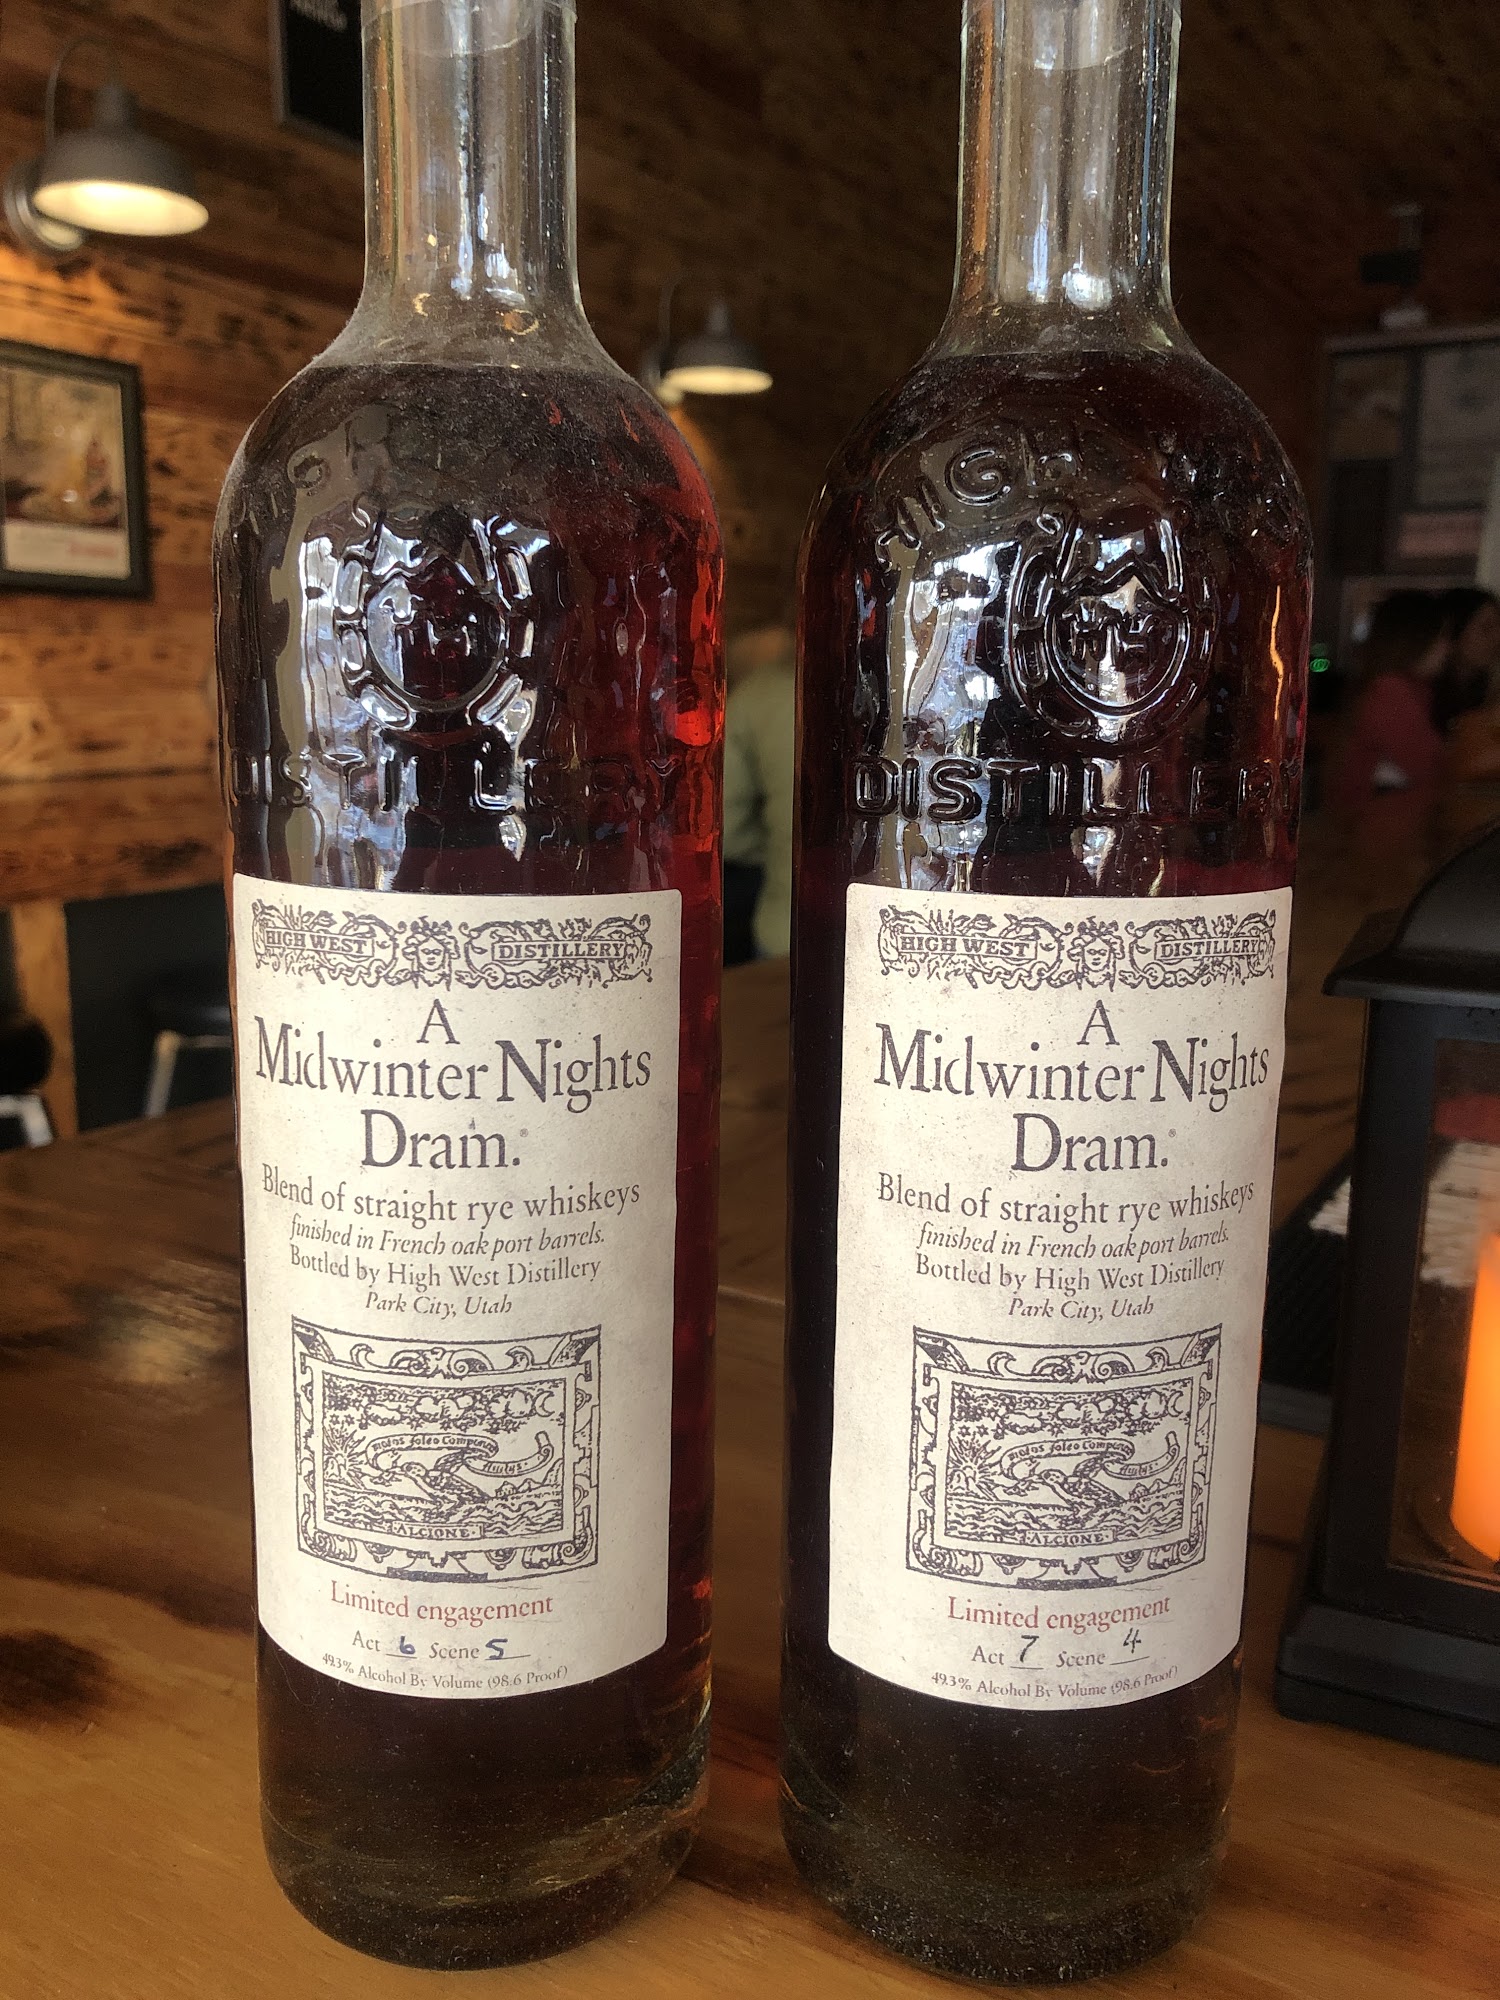 HIGH WEST DISTILLERY
A
Midwinter Nights
Dram.®
Blend of straight rye whiskeys
finished in French oak port barrels.
Bottled by High West Distillery
Park City, Utah
ALCIONE
Limited engagement
Act 6 Scene 5
49.3% Alcohol By Volume (98.6 Proof)
HIGH
DISTILLERY
HIGH WEST DISTILLERY
A
Midwinter Nights
Dram.®
Blend of straight rye whiskeys
finished in French oak port barrels.
Bottled by High West Distillery
Park City, Utah
ALCIONE
Limited engagement
Act 7 Scene 4
49.3% Alcohol By Volume (98.6 Proof)
DISTILLERY